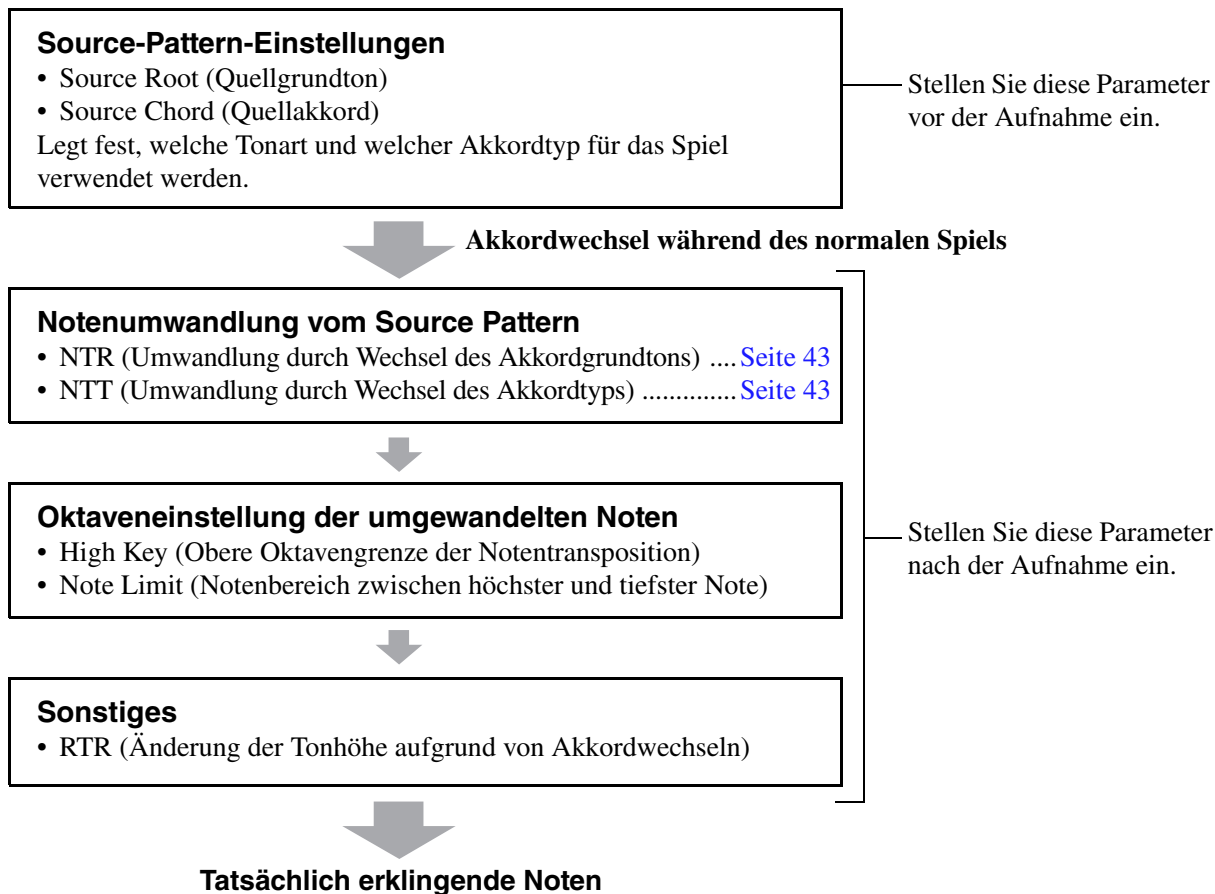 Source-Pattern-Einstellungen
• Source Root (Quellgrundton)
• Source Chord (Quellakkord)
Legt fest, welche Tonart und welcher Akkordtyp für das Spiel
verwendet werden.
Stellen Sie diese Parameter
vor der Aufnahme ein.
Akkordwechsel während des normalen Spiels
Notenumwandlung vom Source Pattern
• NTR (Umwandlung durch Wechsel des Akkordgrundtons) ....Seite 43
• NTT (Umwandlung durch Wechsel des Akkordtyps) ..............Seite 43
Oktaveneinstellung der umgewandelten Noten
• High Key (Obere Oktavengrenze der Notentransposition)
• Note Limit (Notenbereich zwischen höchster und tiefster Note)
Stellen Sie diese Parameter
nach der Aufnahme ein.
Sonstiges
• RTR (Änderung der Tonhöhe aufgrund von Akkordwechseln)
Tatsächlich erklingende Noten